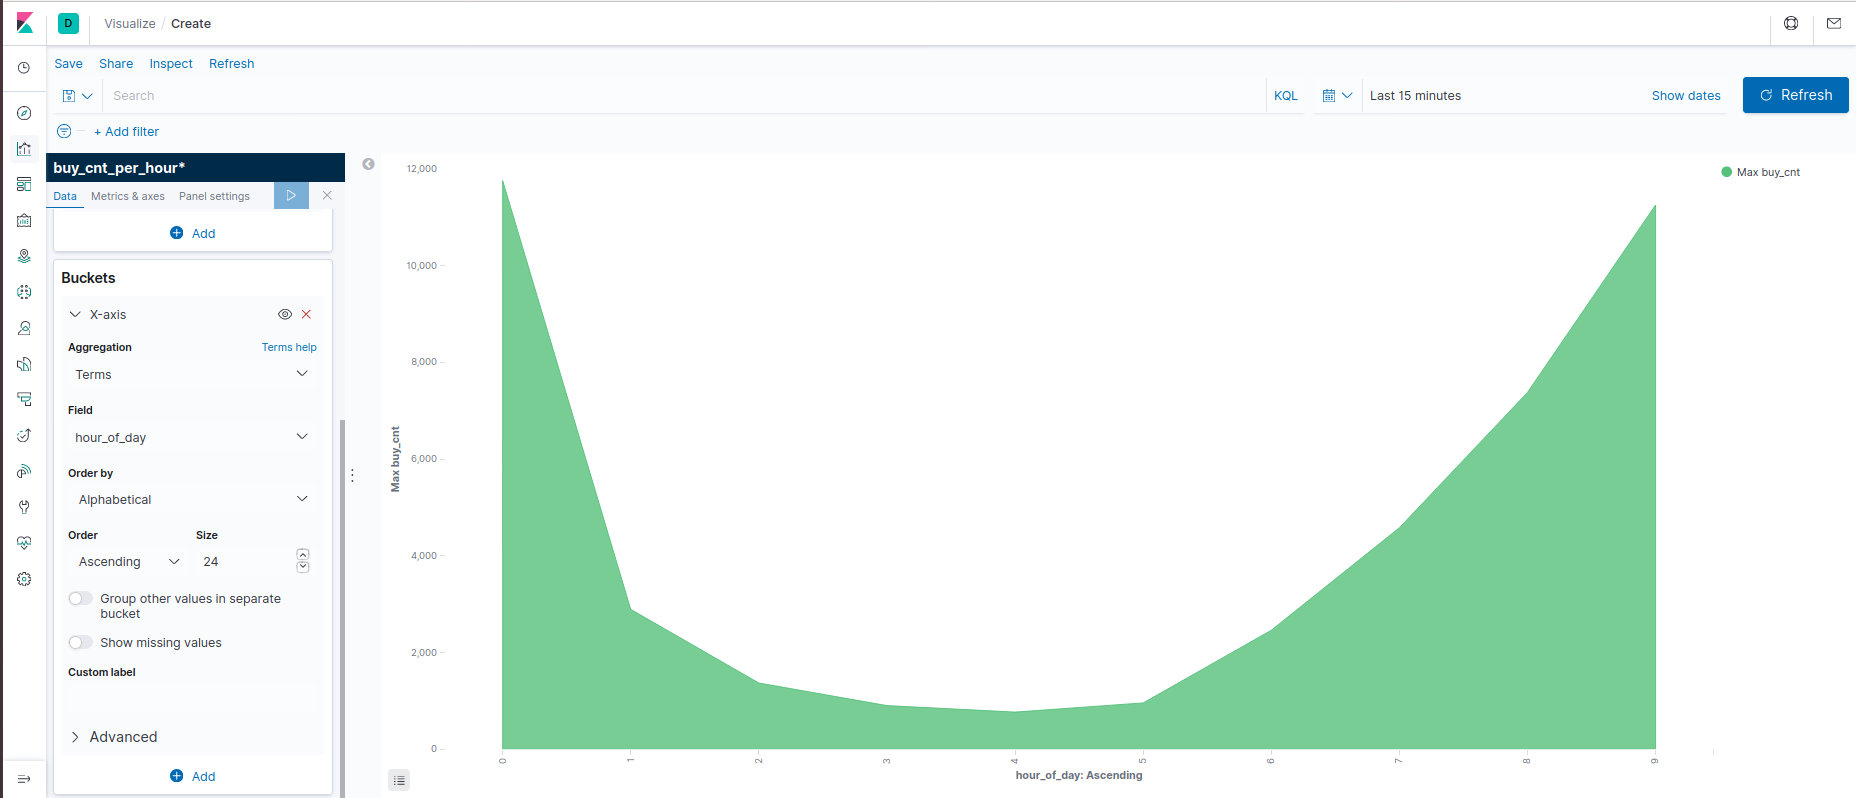 D Visualize / Create
Save Share Inspect Refresh
Search KQL Last 15 minutes Show dates Refresh
+ Add filter
buy_cnt_per_hour*
Data Metrics & axes Panel settings
Add
Buckets
X-axis
Aggregation Terms help
Terms
Field
hour_of_day
Order by
Alphabetical
Order Size
Ascending 24
Group other values in separate
bucket
Show missing values
Custom label
Advanced
Add
12,000
10,000
8,000
6,000
4,000
2,000
0
Max buy_cnt
0 1 2 3 4 5 6 7 8 9
hour_of_day: Ascending
Max buy_cnt